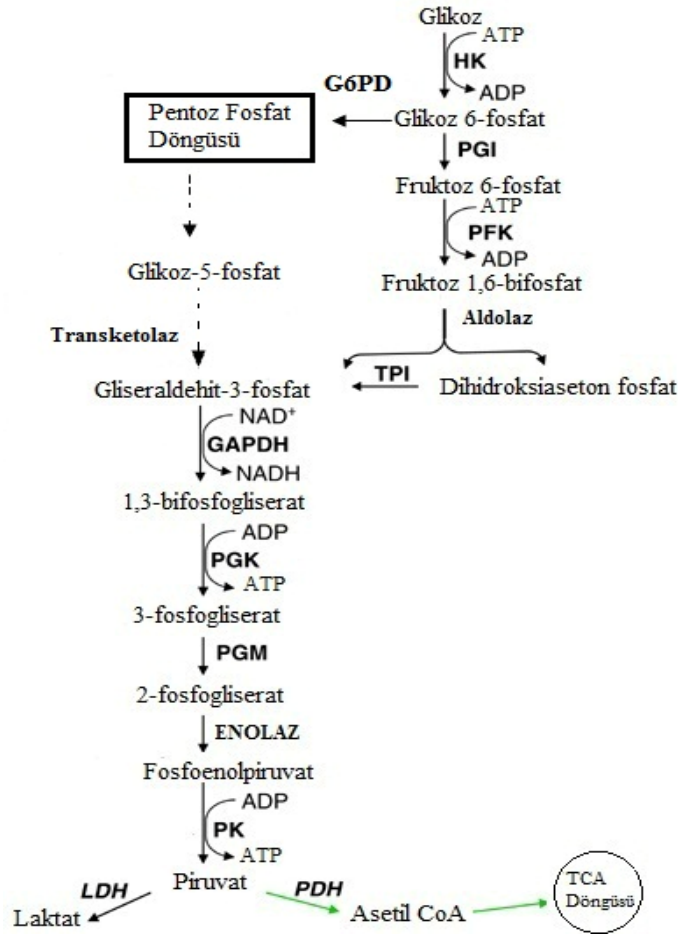 Glikoz
ATP
HK
ADP
G6PD
Pentoz Fosfat
Döngüsü
Glikoz 6-fosfat
PGI
Fruktoz 6-fosfat
ATP
PFK
ADP
Glikoz-5-fosfat
Fruktoz 1,6-bifosfat
Aldolaz
Transketolaz
Gliseraldehit-3-fosfat
TPI
Dihidroksiaseton fosfat
NAD+
GAPDH
NADH
1,3-bifosfogliserat
ADP
PGK
ATP
3-fosfogliserat
PGM
2-fosfogliserat
ENOLAZ
Fosfoenolpiruvat
ADP
PK
ATP
Piruvat
LDH
PDH
Laktat
Asetil CoA
TCA
Döngüsü